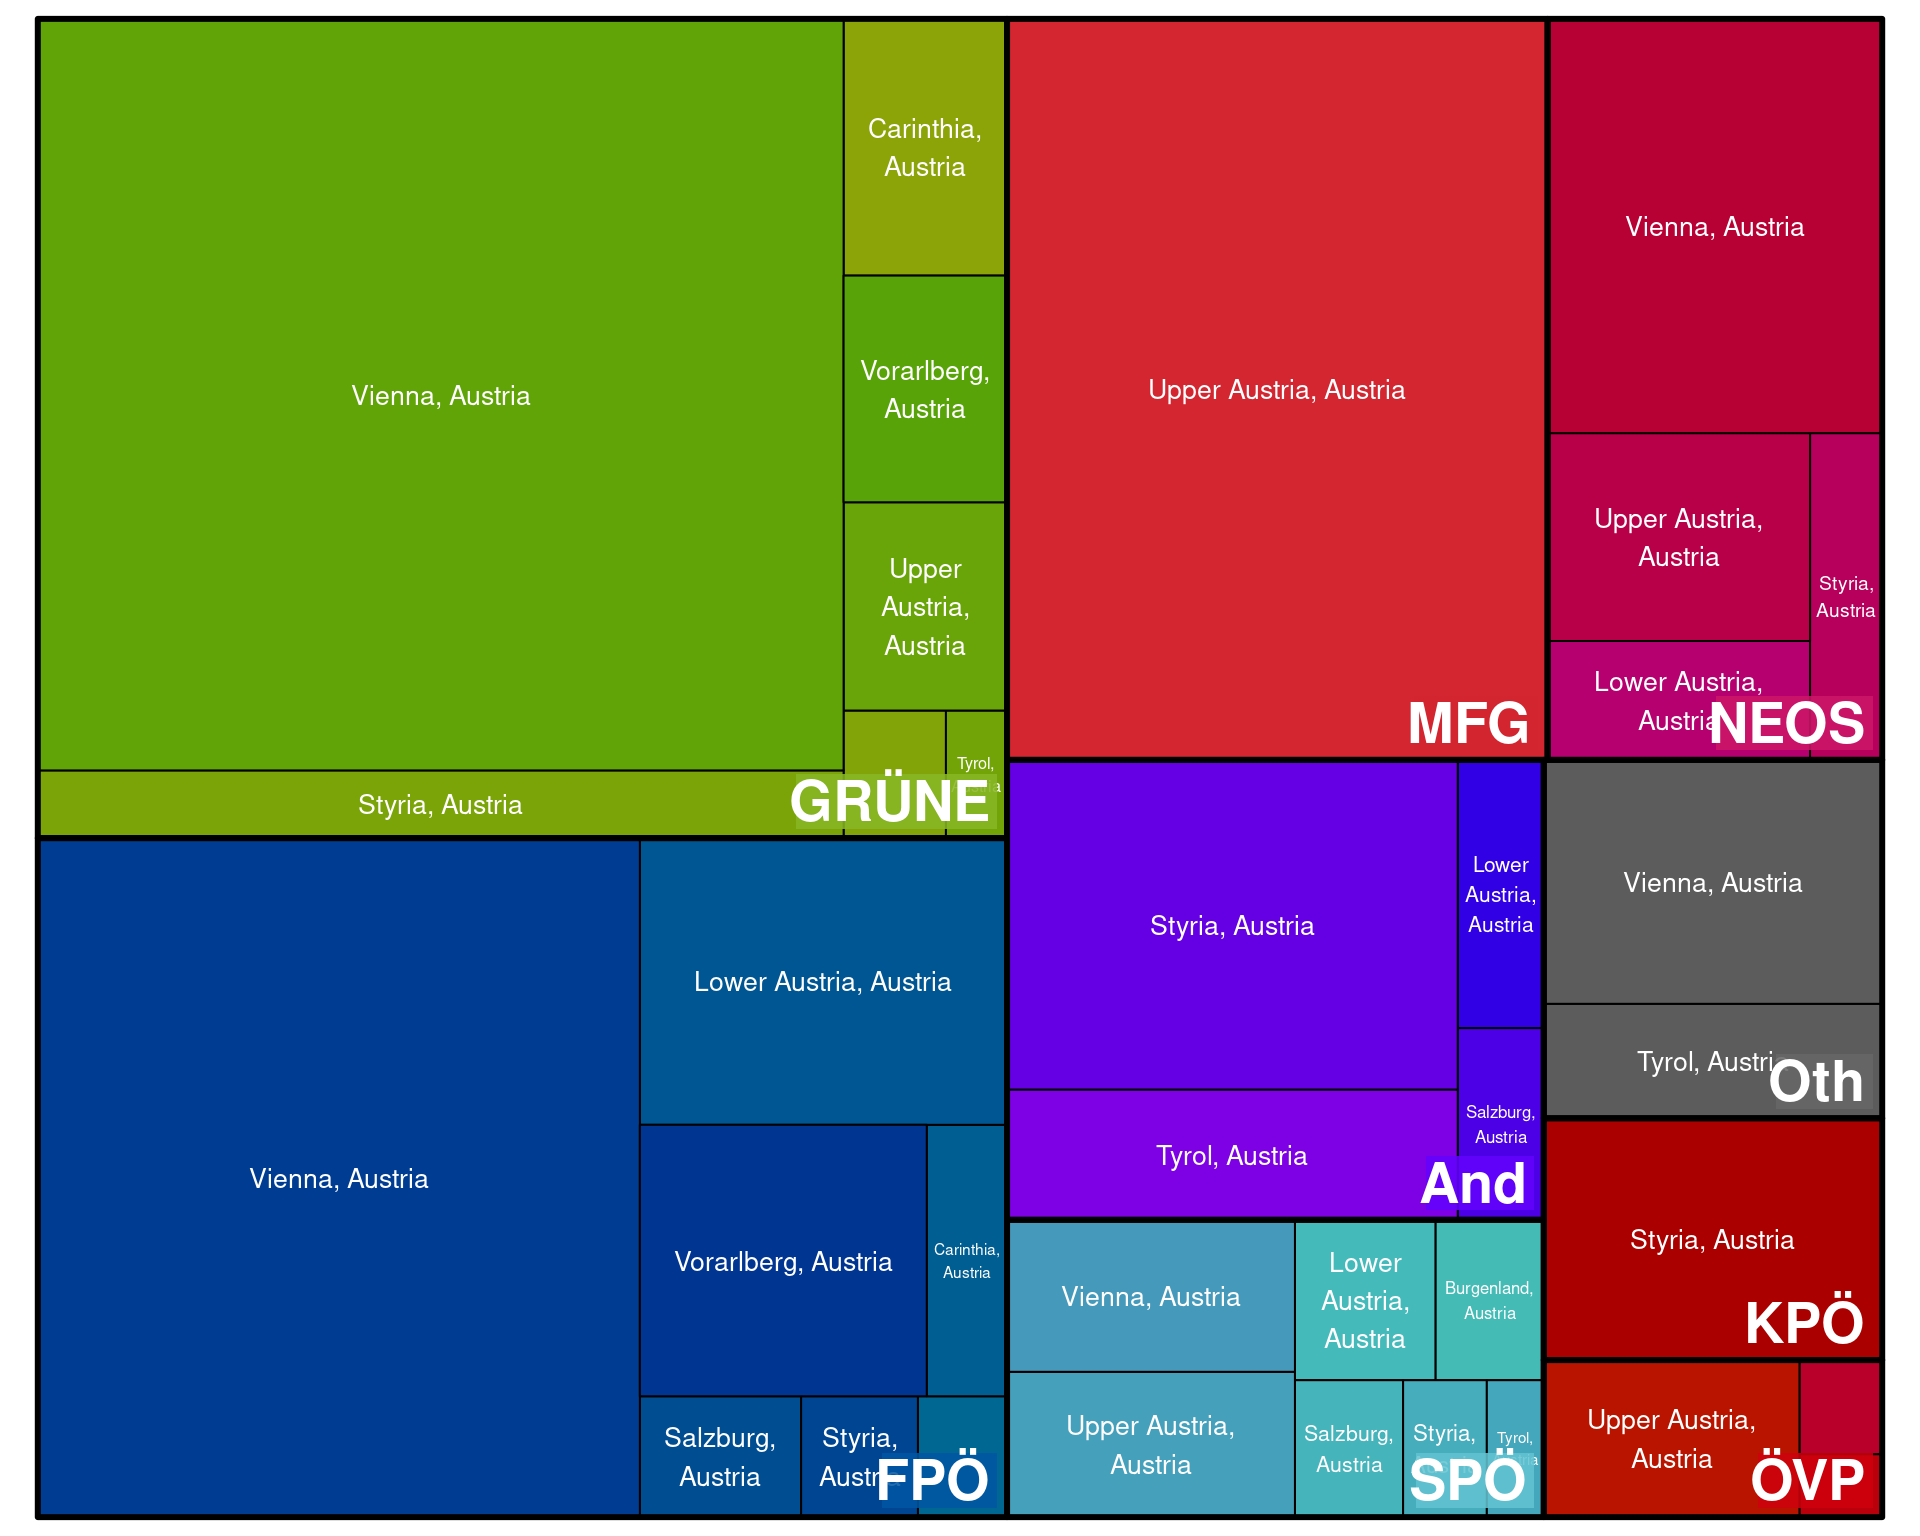 Vienna, Austria
Carinthia,
Austria
Vorarlberg,
Austria
Upper
Austria,
Austria
Styria, Austria
Tyrol,
GRÜNE
Upper Austria, Austria
MFG
Vienna, Austria
Upper Austria,
Austria
Styria,
Austria
Lower Austria,
Austria
NEOS
Vienna, Austria
Lower Austria, Austria
Vorarlberg, Austria
Carinthia,
Austria
Salzburg,
Austria
Styria,
Austria
FPÖ
Styria, Austria
Lower
Austria,
Austria
Tyrol, Austria
Salzburg,
Austria
And
Vienna, Austria
Tyrol, Austria
Oth
Styria, Austria
KPÖ
Vienna, Austria
Lower
Austria,
Austria
Burgenland,
Austria
Upper Austria,
Austria
Salzburg,
Austria
Styria,
Tyrol,
SPÖ
Upper Austria,
Austria
ÖVP